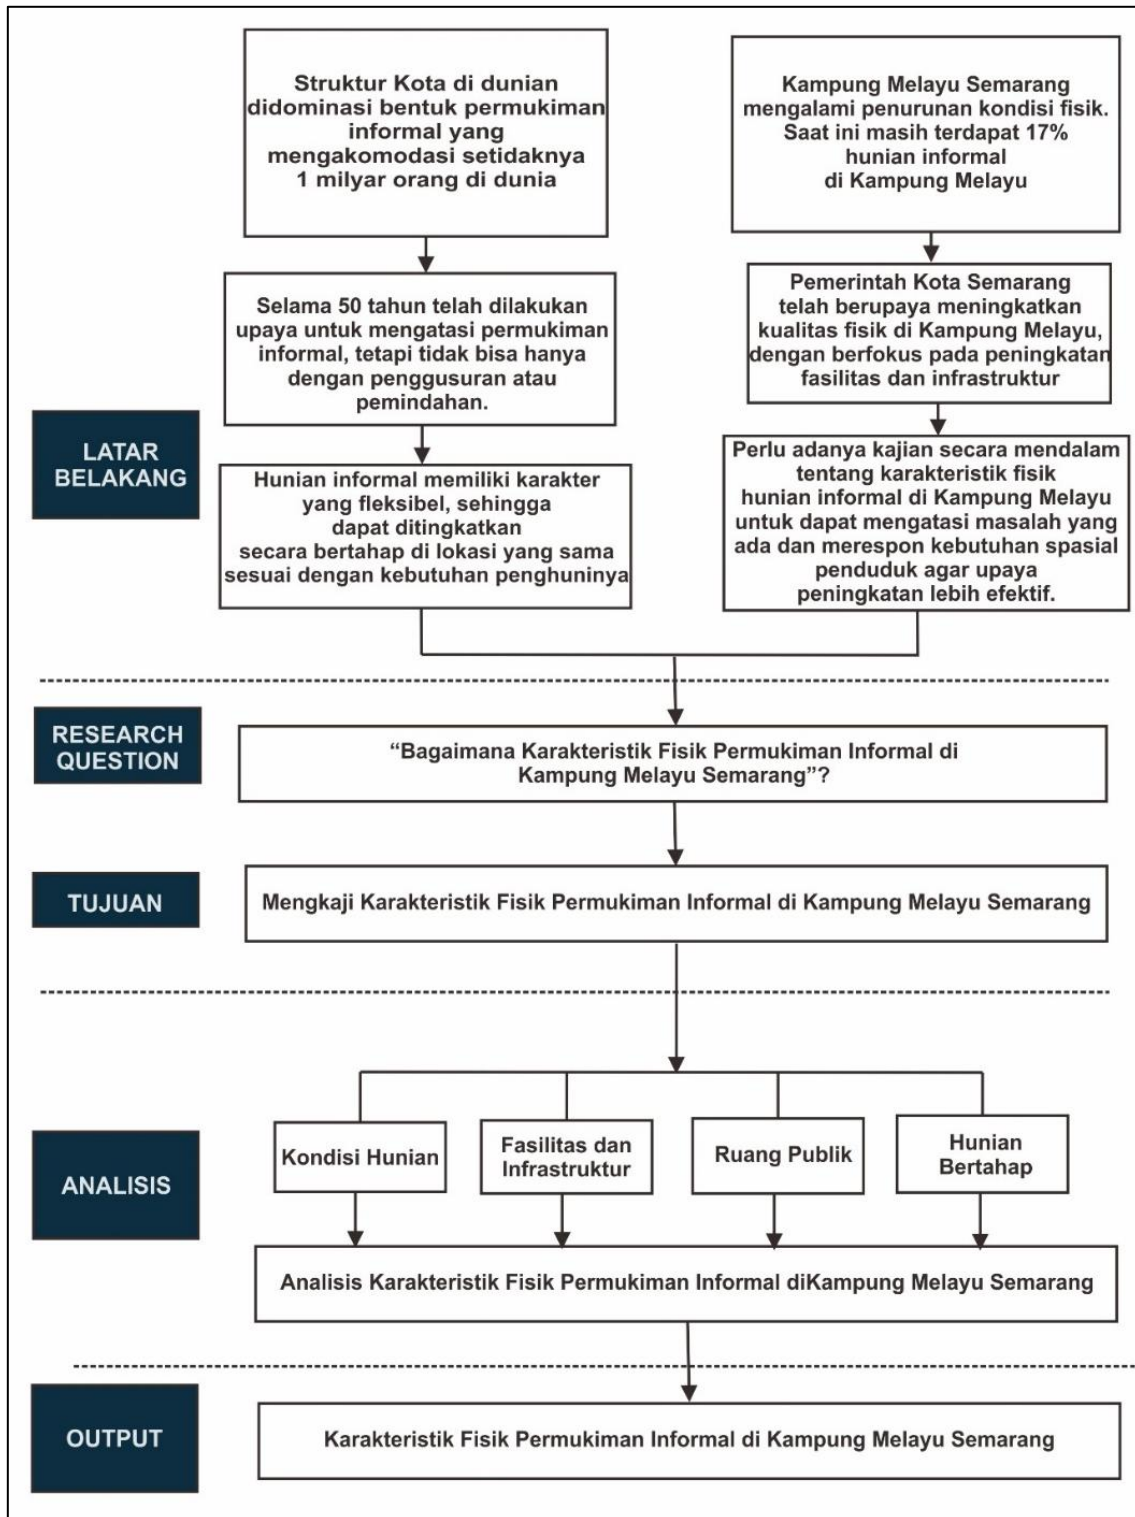 Struktur Kota di dunian
didominasi bentuk permukiman
informal yang
mengakomodasi setidaknya
1 milyar orang di dunia
Kampung Melayu Semarang
mengalami penurunan kondisi fisik.
Saat ini masih terdapat 17%
hunian informal
di Kampung Melayu
Selama 50 tahun telah dilakukan
upaya untuk mengatasi permukiman
informal, tetapi tidak bisa hanya
dengan penggusuran atau
pemindahan.
Pemerintah Kota Semarang
telah berupaya meningkatkan
kualitas fisik di Kampung Melayu,
dengan berfokus pada peningkatan
fasilitas dan infrastruktur
LATAR
BELAKANG
Hunian informal memiliki karakter
yang fleksibel, sehingga
dapat ditingkatkan
secara bertahap di lokasi yang sama
sesuai dengan kebutuhan penghuninya
Perlu adanya kajian secara mendalam
tentang karakteristik fisik
hunian informal di Kampung Melayu
untuk dapat mengatasi masalah yang
ada dan merespon kebutuhan spasial
penduduk agar upaya
peningkatan lebih efektif.
RESEARCH
QUESTION
“Bagaimana Karakteristik Fisik Permukiman Informal di
Kampung Melayu Semarang”?
TUJUAN
Mengkaji Karakteristik Fisik Permukiman Informal di Kampung Melayu Semarang
ANALISIS
Kondisi Hunian
Fasilitas dan
Infrastruktur
Ruang Publik
Hunian
Bertahap
Analisis Karakteristik Fisik Permukiman Informal diKampung Melayu Semarang
OUTPUT
Karakteristik Fisik Permukiman Informal di Kampung Melayu Semarang